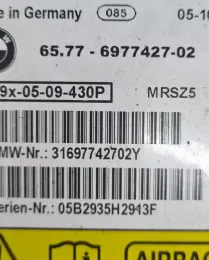 e in Germany 085 05-10
65.77 - 6977427-02
9x-05-09-430P MRSZ5
MW-Nr.: 31697742702Y
erien-Nr.: 05B2935H2943F
AIRBAG